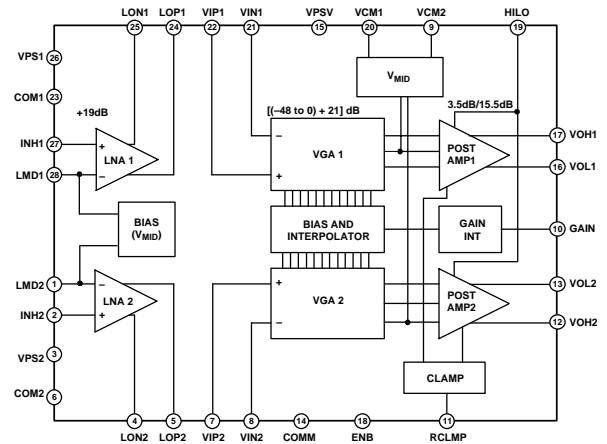 LON1 LOP1 VIP1 VIN1 VPSV VCM1 VCM2 HILO
25 24 22 21 15 20 9 19
VPS1 26
COM1 23
VMID
+19dB
[(–48 to 0) + 21] dB
3.5dB/15.5dB
INH1 27
+
–
LNA 1
LMD1 28
–
+
VGA 1
POST
AMP1
17 VOH1
16 VOL1
BIAS
(VMID)
BIAS AND
INTERPOLATOR
GAIN
INT
10 GAIN
LMD2 1
INH2 2
–
+
LNA 2
+
–
VGA 2
POST
AMP2
13 VOL2
12 VOH2
VPS2 3
COM2 6
CLAMP
4 5 7 8 14 18 11
LON2 LOP2 VIP2 VIN2 COMM ENB RCLMP